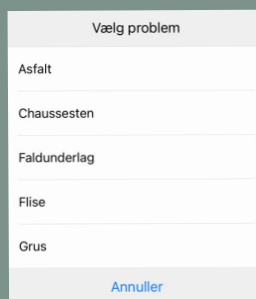 Vælg problem
Asfalt
Chaussesten
Faldunderlag
Flise
Grus
Annuller